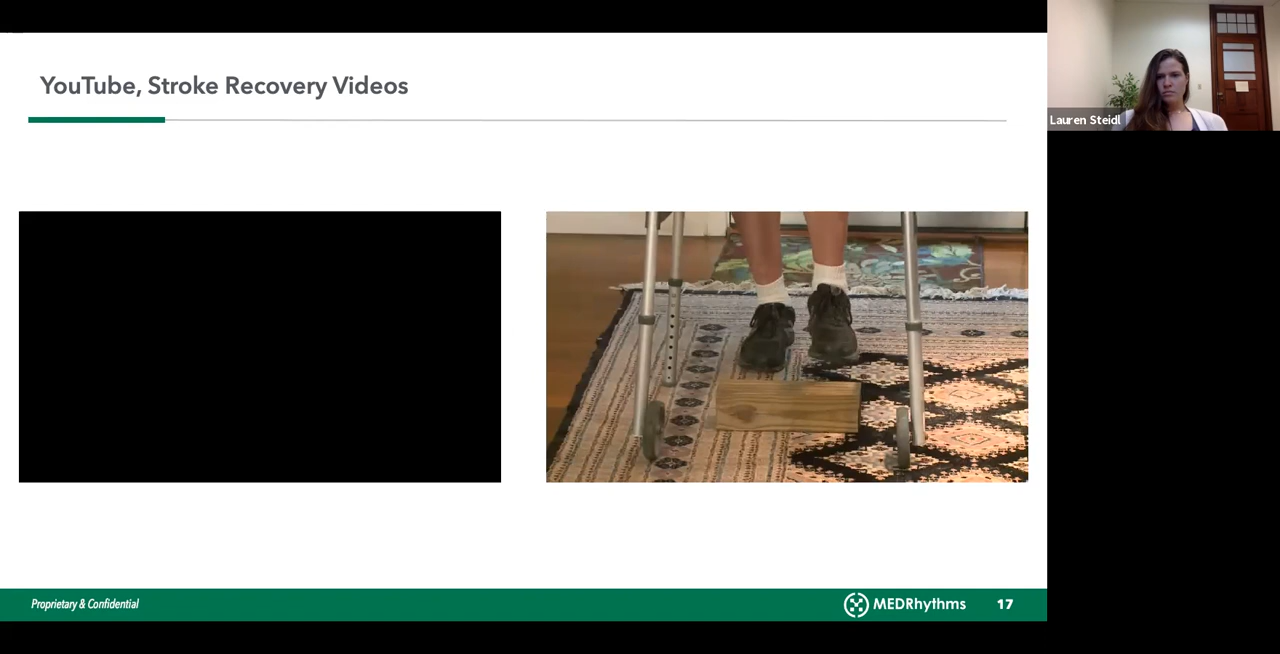 YouTube, Stroke Recovery Videos
Lauren Steidl
Proprietary & Confidential
MEDRhythms
17